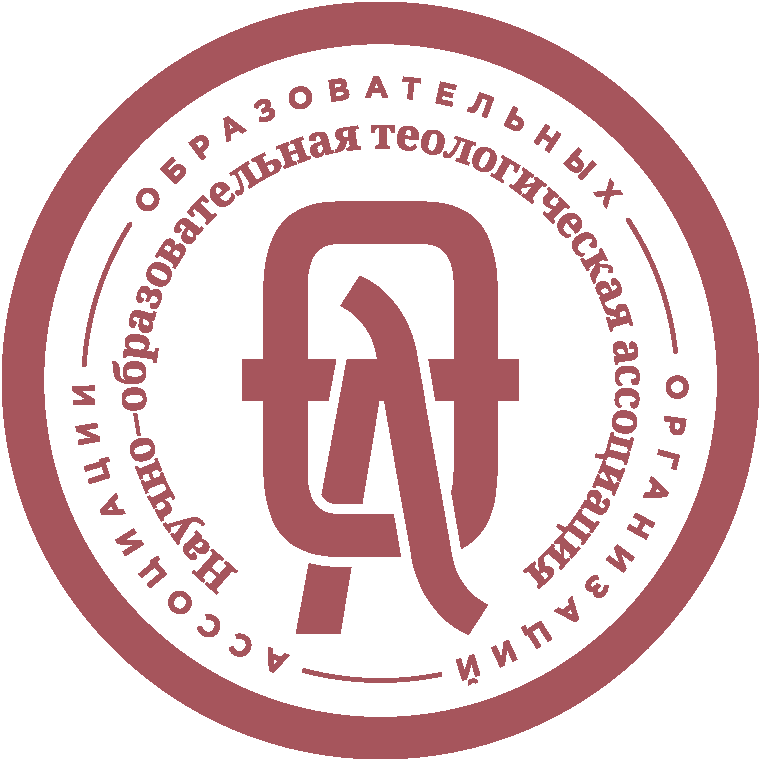 АССОЦИАЦИИ
ОБРАЗОВАТЕЛЬНЫХ
ОРГАНИЗАЦИЙ
Научно–образовательная теологическая ассоциация